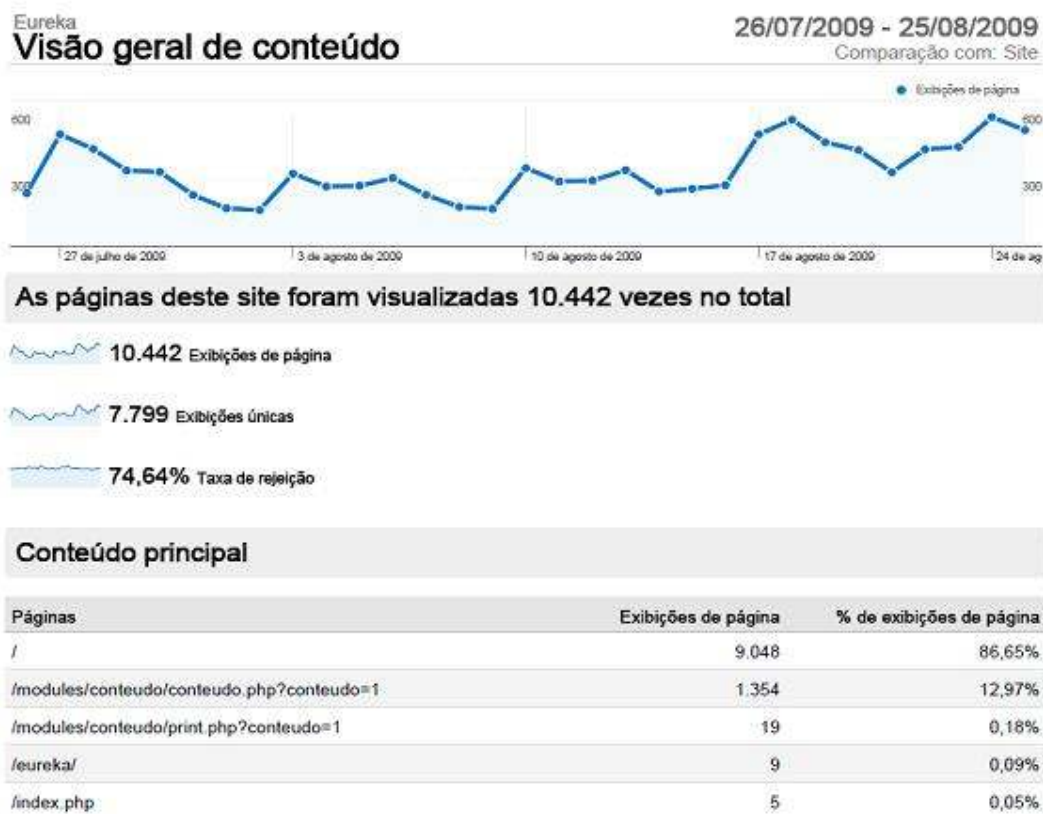 Eureka
Visão geral de conteúdo
26/07/2009 - 25/08/2009
Comparação com: Site
Exibições de página
600 600
300 300
27 de julho de 2009 3 de agosto de 2009 10 de agosto de 2009 17 de agosto de 2009 24 de ag
As páginas deste site foram visualizadas 10.442 vezes no total
10.442 Exibições de página
7.799 Exibições únicas
74,64% Taxa de rejeição
Conteúdo principal
Páginas Exibições de página % de exibições de página
/ 9.048 86,65%
/modules/conteudo/conteudo.php?conteudo=1 1.354 12,97%
/modules/conteudo/print.php?conteudo=1 19 0,18%
/eureka/ 9 0,09%
/index.php 5 0,05%